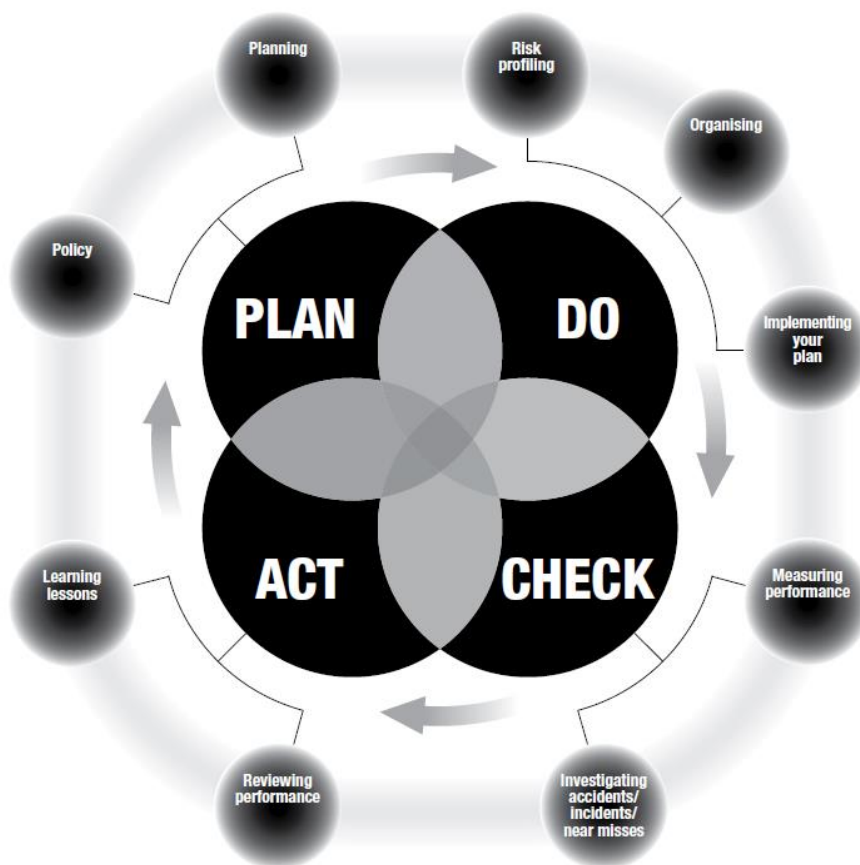 Planning
Risk
profiling
Organising
Policy
PLAN
DO
Implementing
your
plan
Learning
lessons
ACT
CHECK
Measuring
performance
Reviewing
performance
Investigating
accidents/
incidents/
near misses